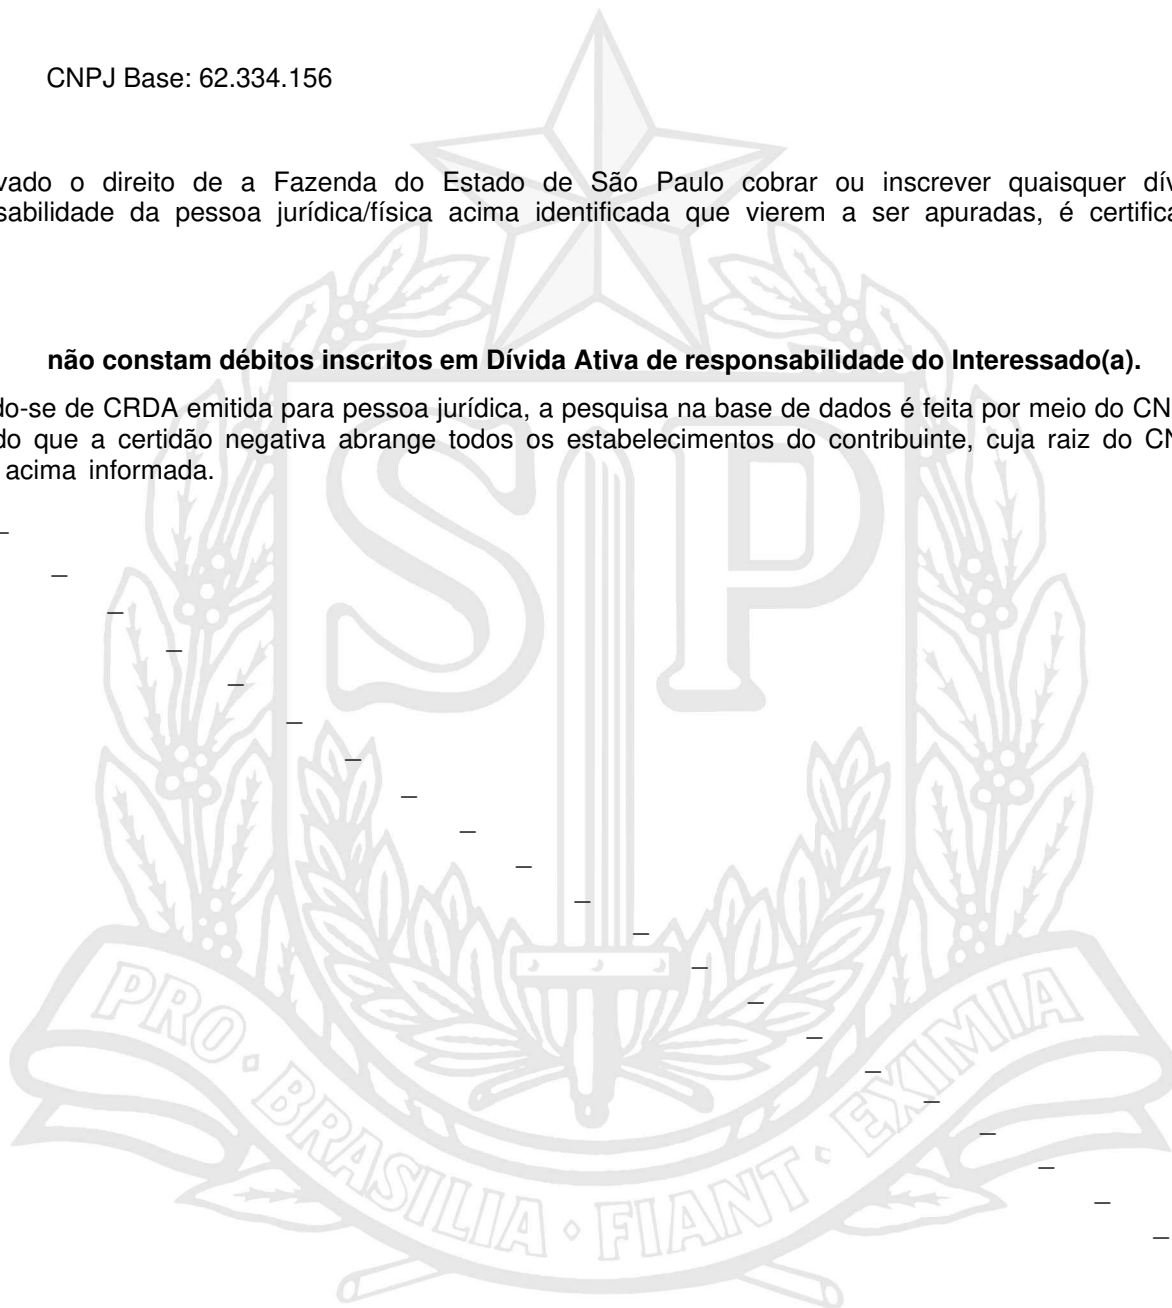 CNPJ Base: 62.334.156
vado o direito de a Fazenda do Estado de São Paulo cobrar ou inscrever quaisquer dív
sabilidade da pessoa jurídica/física acima identificada que vierem a ser apuradas, é certifica
não constam débitos inscritos em Dívida Ativa de responsabilidade do Interessado(a).
do-se de CRDA emitida para pessoa jurídica, a pesquisa na base de dados é feita por meio do CN
do que a certidão negativa abrange todos os estabelecimentos do contribuinte, cuja raiz do CN
acima informada.
SP
PRO · BRASILIA · FIANT · EXIMIA